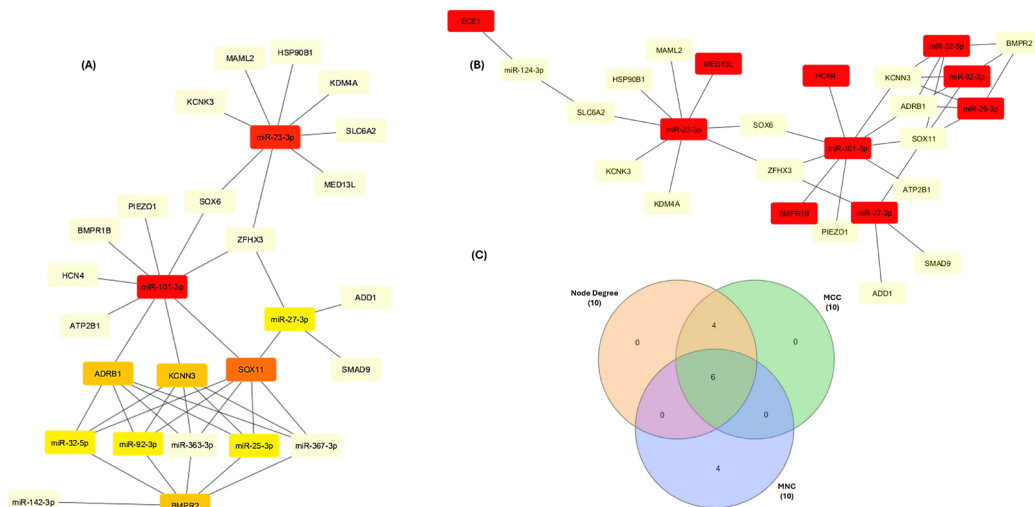 (A)
MAML2
HSP90B1
KDM4A
KCNK3
SLC6A2
miR-23-3p
MED13L
PIEZO1
SOX6
BMPR1B
ZFHX3
HCN4
miR-101-3p
ADD1
ATP2B1
miR-27-3p
SMAD9
ADRB1
KCNN3
SOX11
miR-32-5p
miR-92-3p
miR-363-3p
miR-25-3p
miR-367-3p
miR-142-3p
BMPR2
(B)
ECE1
miR-124-3p
MAML2
MED13L
HSP90B1
SLC6A2
miR-23-3p
SOX6
KCNK3
KDM4A
ZFHX3
HCN4
miR-32-5p
BMPR2
KCNN3
miR-92-3p
ADRB1
miR-25-3p
SOX11
miR-101-3p
ATP2B1
BMPR1B
miR-27-3p
PIEZO1
SMAD9
ADD1
(C)
Node Degree
(10)
MCC
(10)
4
0
0
6
0
0
4
MNC
(10)